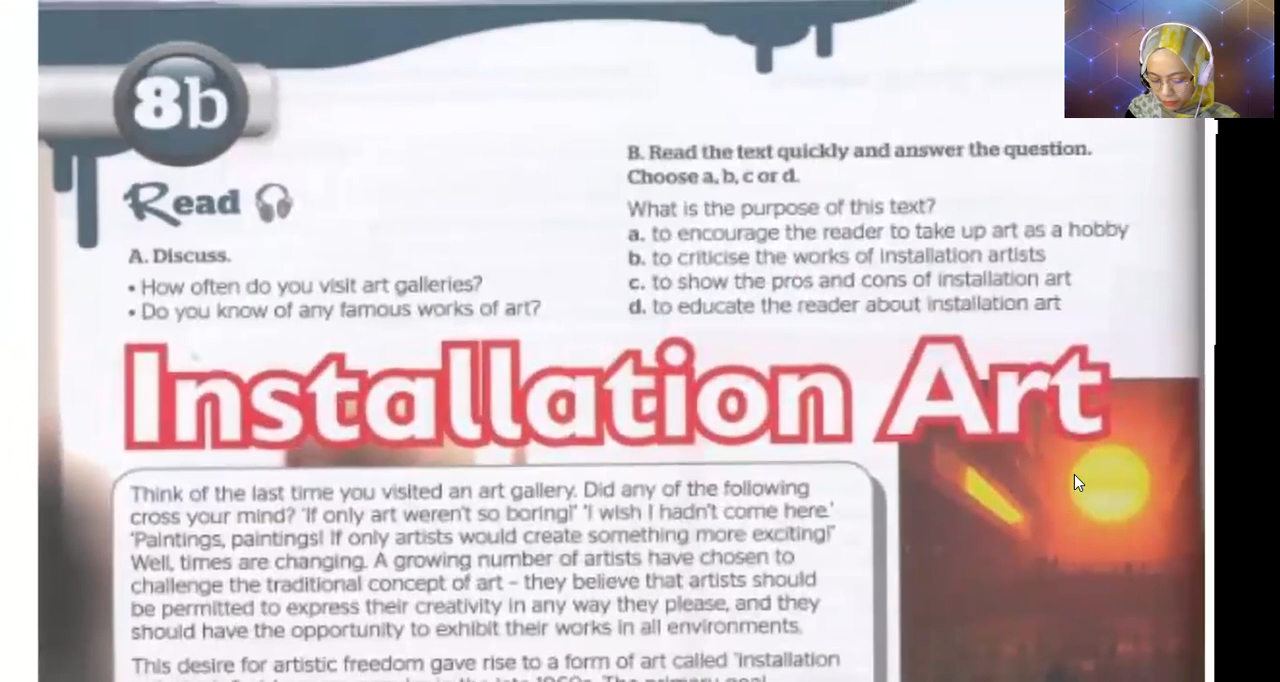 8b
Read
A. Discuss.
• How often do you visit art galleries?
• Do you know of any famous works of art?
B. Read the text quickly and answer the question.
Choose a, b, c or d.
What is the purpose of this text?
a. to encourage the reader to take up art as a hobby
b. to criticise the works of installation artists
c. to show the pros and cons of installation art
d. to educate the reader about installation art
Installation Art
Think of the last time you visited an art gallery. Did any of the following
cross your mind? 'If only art weren't so boring!' 'I wish I hadn't come here.'
'Paintings, paintings! If only artists would create something more exciting!'
Well, times are changing. A growing number of artists have chosen to
challenge the traditional concept of art – they believe that artists should
be permitted to express their creativity in any way they please, and they
should have the opportunity to exhibit their works in all environments.
This desire for artistic freedom gave rise to a form of art called 'installation
in the late 1960s. The primary goal